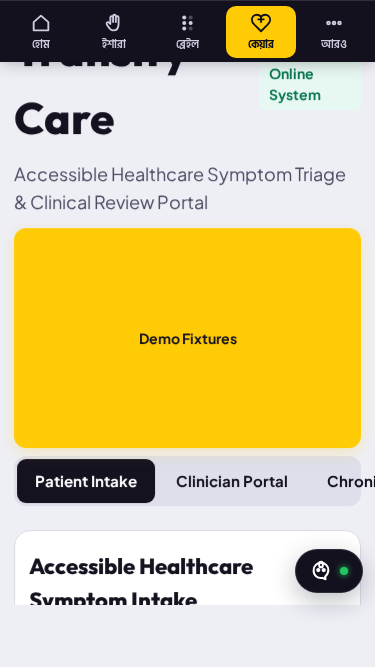 হোম
ইশারা
ব্রেইল
কেয়ার
আরও
Online
System
Care
Accessible Healthcare Symptom Triage
& Clinical Review Portal
Demo Fixtures
Patient Intake
Clinician Portal
Chroni
Accessible Healthcare
Symptom Intake